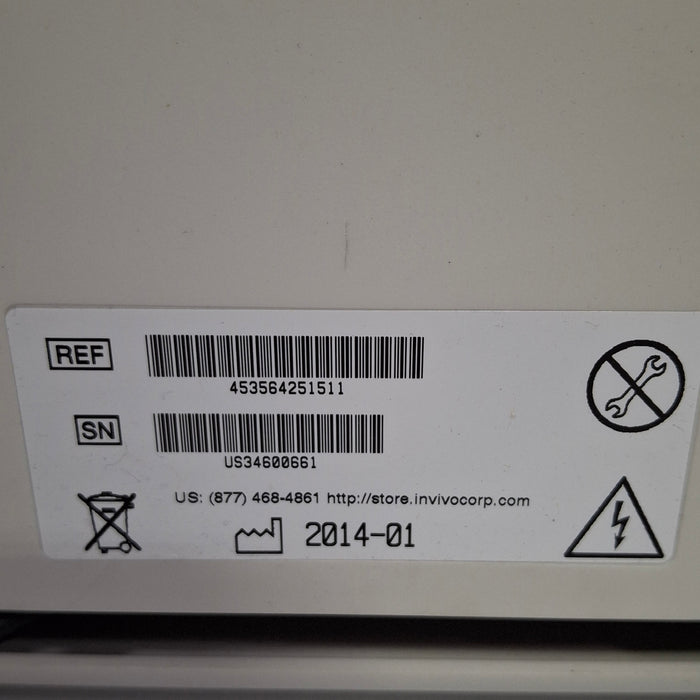 REF
453564251511
SN
US34600661
US: (877) 468-4861 http://store.invivocorp.com
2014-01